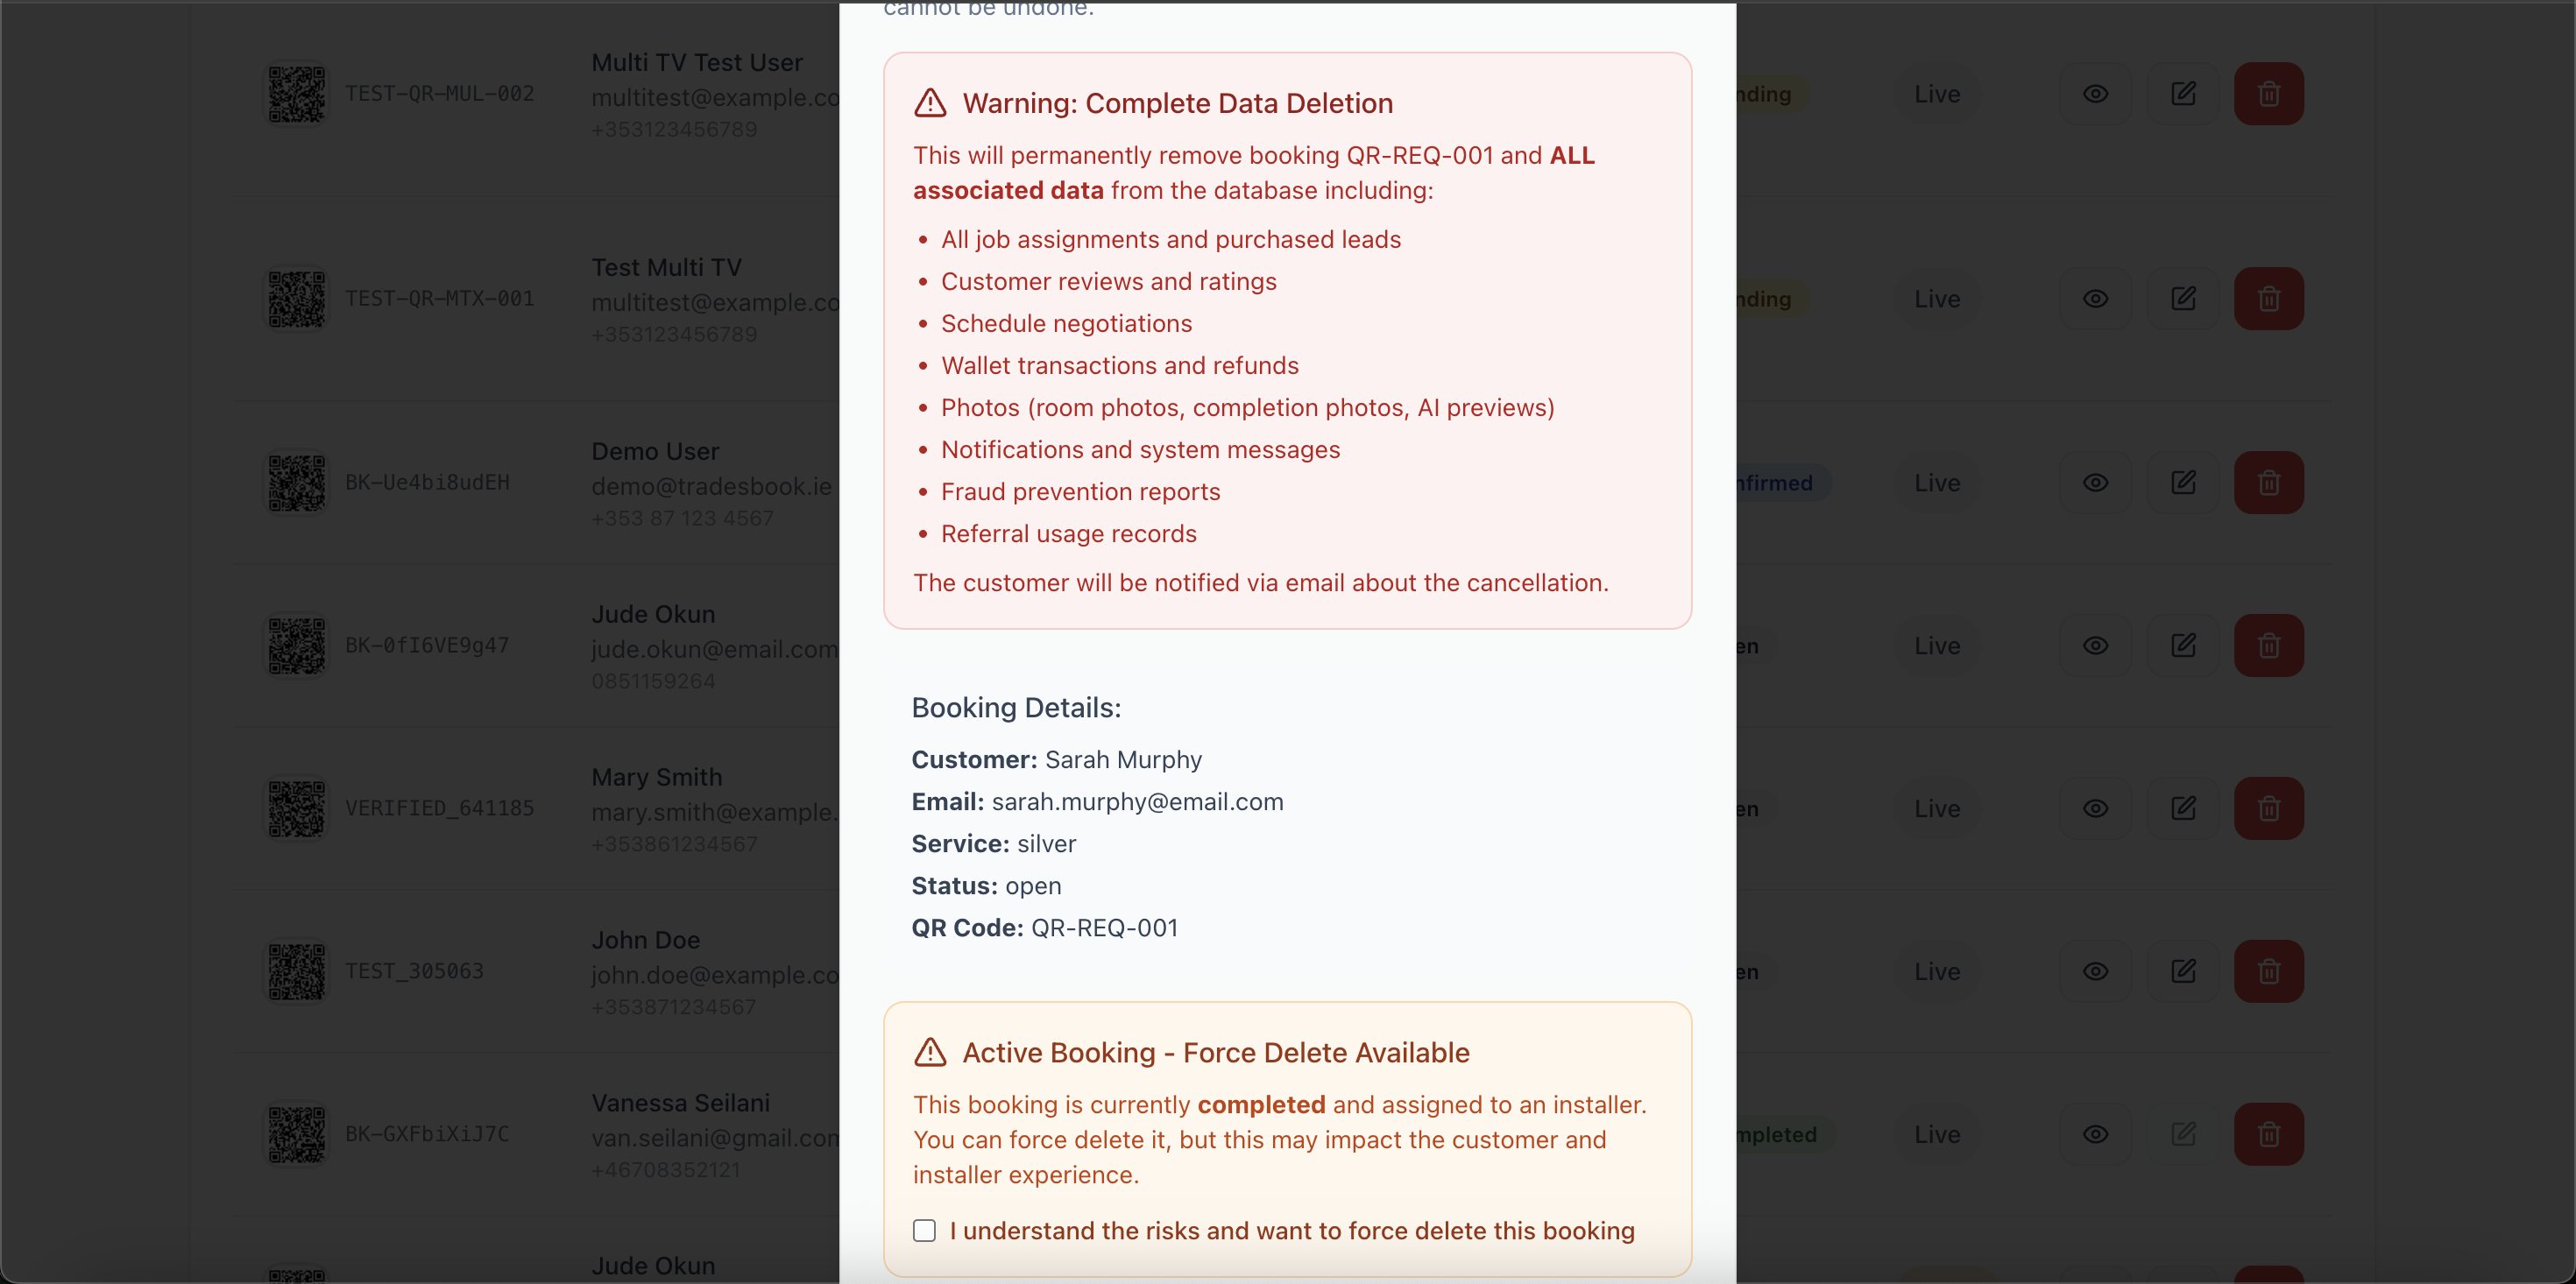 cannot be undone.
Warning: Complete Data Deletion
This will permanently remove booking QR-REQ-001 and ALL
associated data from the database including:
• All job assignments and purchased leads
• Customer reviews and ratings
• Schedule negotiations
• Wallet transactions and refunds
• Photos (room photos, completion photos, AI previews)
• Notifications and system messages
• Fraud prevention reports
• Referral usage records
The customer will be notified via email about the cancellation.
Booking Details:
Customer: Sarah Murphy
Email: sarah.murphy@email.com
Service: silver
Status: open
QR Code: QR-REQ-001
Active Booking - Force Delete Available
This booking is currently completed and assigned to an installer.
You can force delete it, but this may impact the customer and
installer experience.
I understand the risks and want to force delete this booking
Multi TV Test User
TEST-QR-MUL-002
multitest@example.co
+353123456789
nding
Live
Test Multi TV
TEST-QR-MTX-001
multitest@example.co
+353123456789
nding
Live
Demo User
BK-Ue4bi8udEH
demo@tradesbook.ie
+353 87 123 4567
nfirmed
Live
Jude Okun
BK-0fI6VE9g47
jude.okun@email.com
0851159264
en
Live
Mary Smith
VERIFIED_641185
mary.smith@example.
+353861234567
en
Live
John Doe
TEST_305063
john.doe@example.co
+353871234567
en
Live
Vanessa Seilani
BK-GXFbiXiJ7C
van.seilani@gmail.com
+46708352121
mpleted
Live
Jude Okun